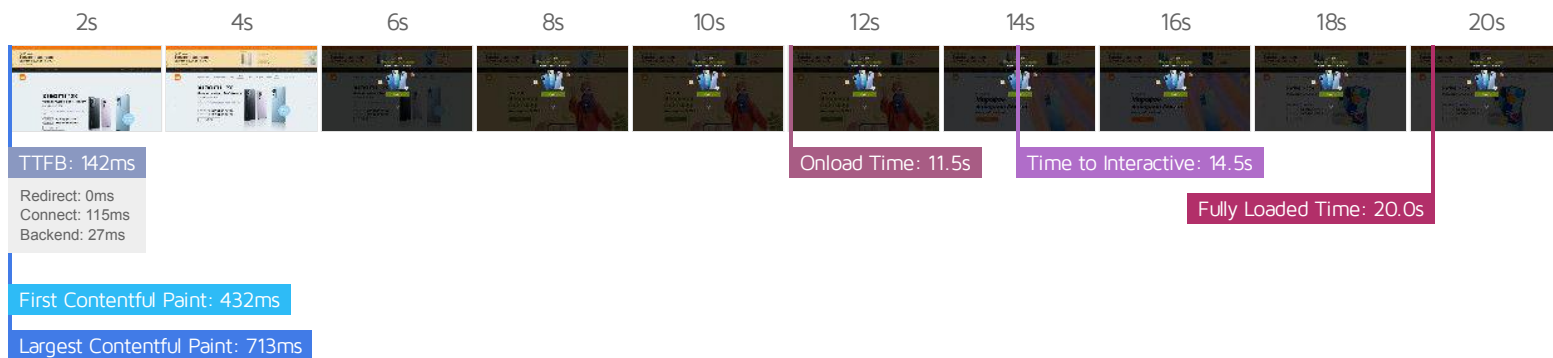 2s 4s 6s 8s 10s 12s 14s 16s 18s 20s
TTFB: 142ms
Redirect: 0ms
Connect: 115ms
Backend: 27ms
Onload Time: 11.5s
Time to Interactive: 14.5s
Fully Loaded Time: 20.0s
First Contentful Paint: 432ms
Largest Contentful Paint: 713ms